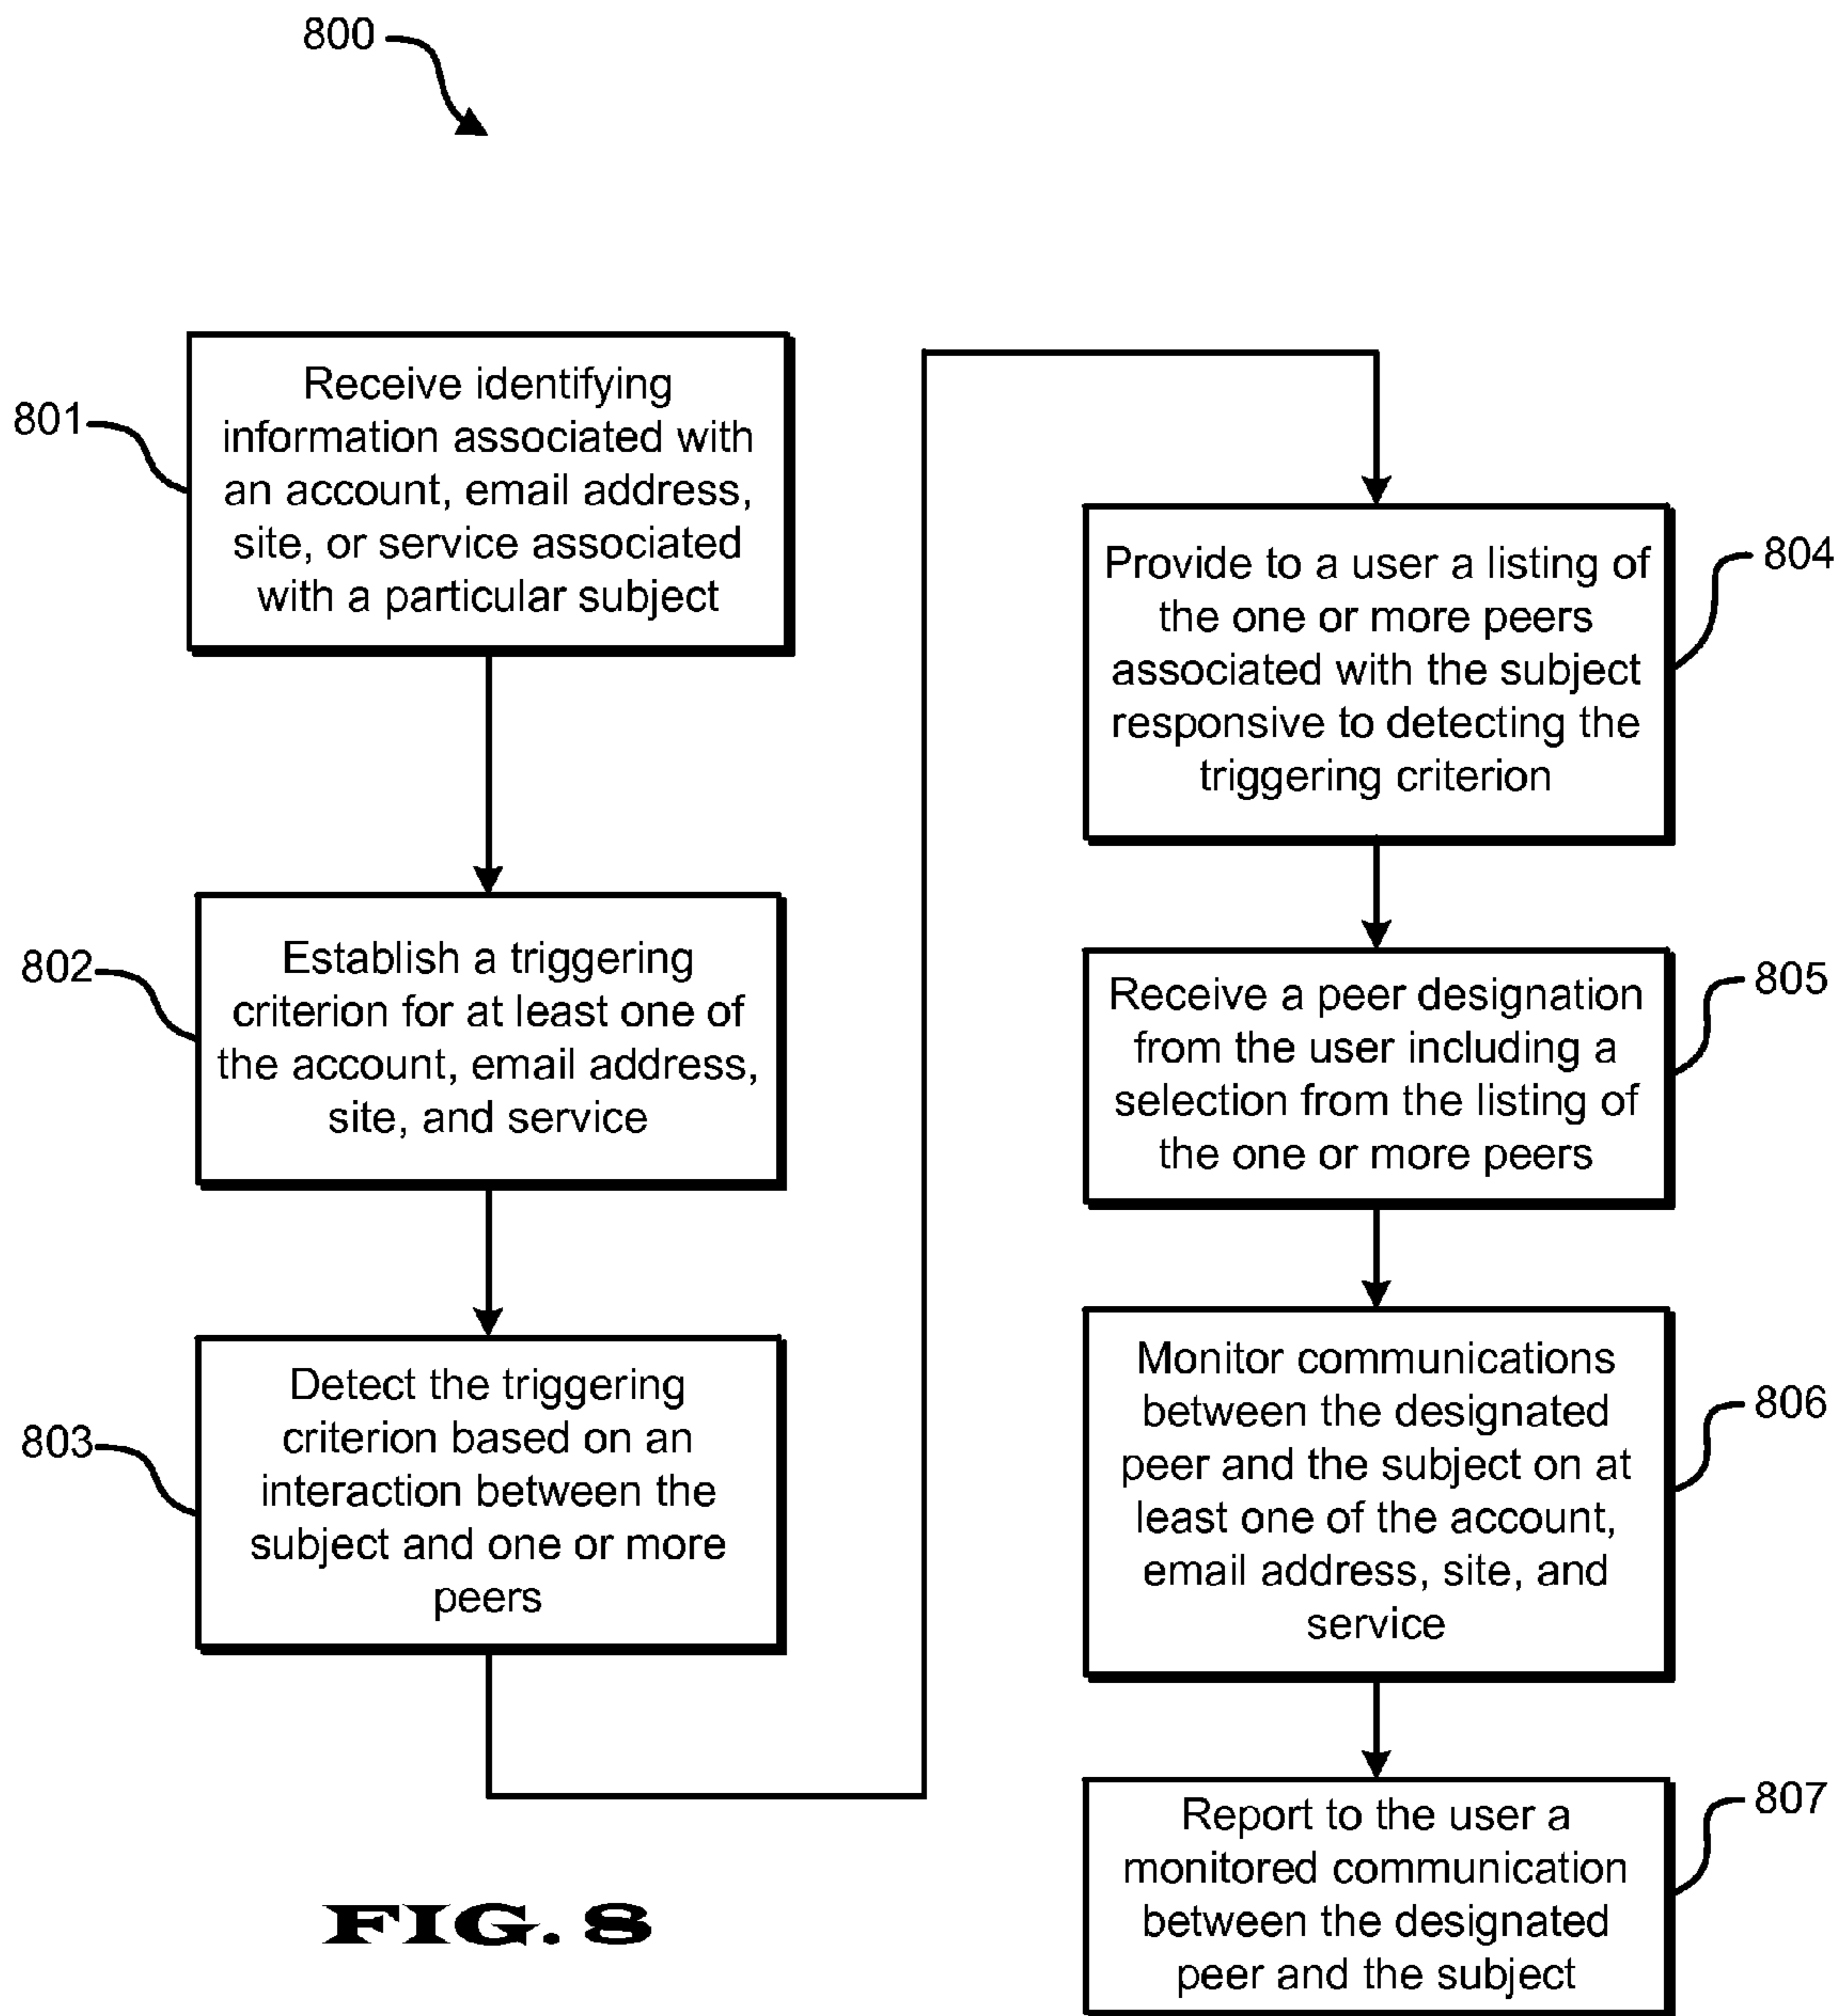 800
801
Receive identifying
information associated with
an account, email address,
site, or service associated
with a particular subject
802
Establish a triggering
criterion for at least one of
the account, email address,
site, and service
803
Detect the triggering
criterion based on an
interaction between the
subject and one or more
peers
804
Provide to a user a listing of
the one or more peers
associated with the subject
responsive to detecting the
triggering criterion
805
Receive a peer designation
from the user including a
selection from the listing of
the one or more peers
806
Monitor communications
between the designated
peer and the subject on at
least one of the account,
email address, site, and
service
807
Report to the user a
monitored communication
between the designated
peer and the subject
FIG. 8